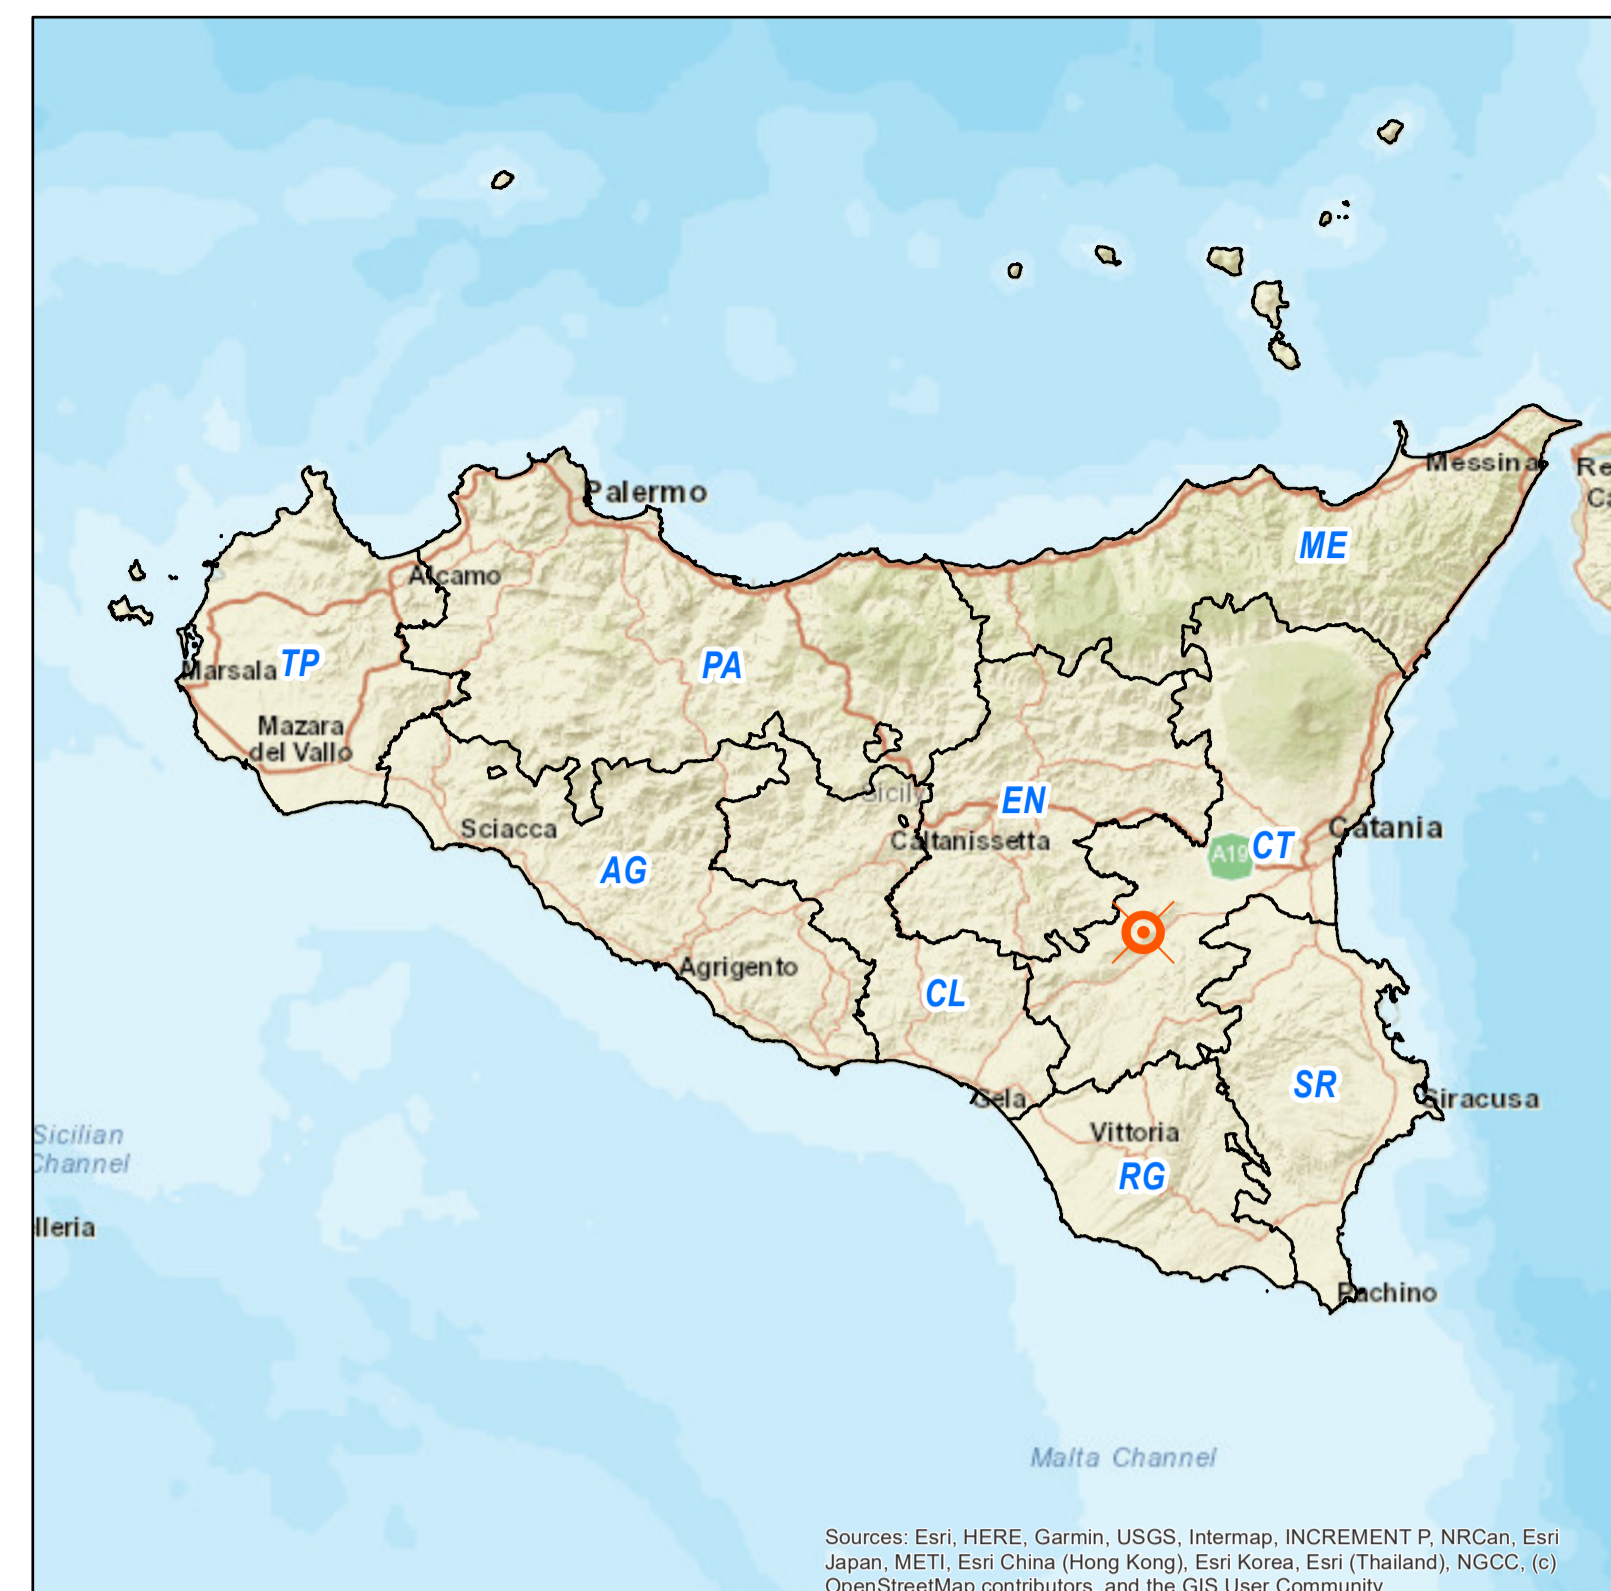 Messina
Re
Ca
Palermo
ME
Alcamo
TP
PA
Marsala
Mazara
del Vallo
Sicily
EN
Sciacca
Caltanissetta
A19
CT
Catania
AG
Agrigento
CL
SR
Gela
Siracusa
Vittoria
Sicilian
Channel
RG
lleria
Pachino
Malta Channel
Sources: Esri, HERE, Garmin, USGS, Intermap, INCREMENT P, NRCan, Esri
Japan, METI, Esri China (Hong Kong), Esri Korea, Esri (Thailand), NGCC, (c)
OpenStreetMap contributors, and the GIS User Community